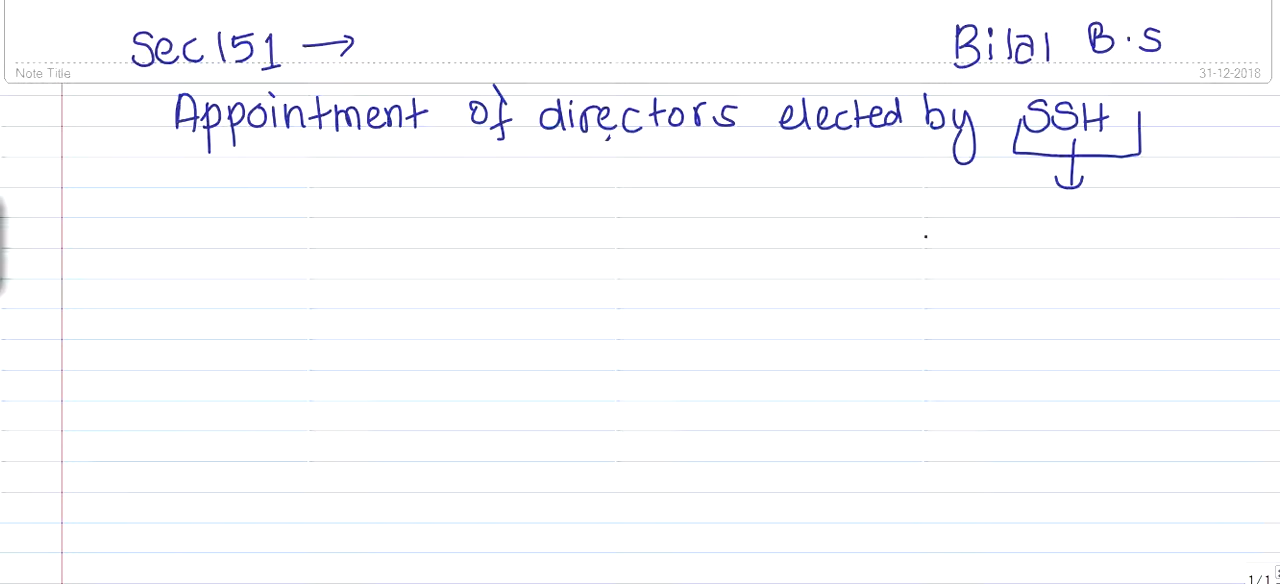 Sec 151 → Bilal B.S
Note Title 31-12-2018
Appointment of directors elected by SSH
1/1